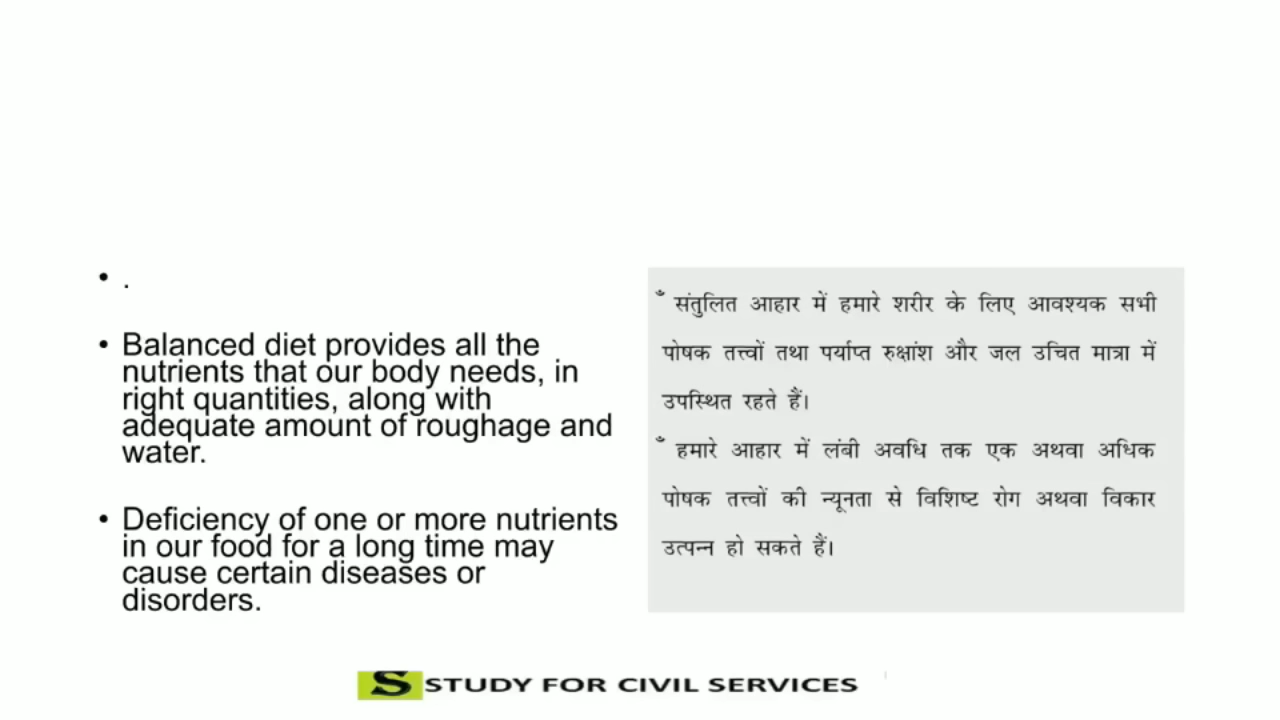 • .
• Balanced diet provides all the
nutrients that our body needs, in
right quantities, along with
adequate amount of roughage and
water.
• Deficiency of one or more nutrients
in our food for a long time may
cause certain diseases or
disorders.
ँ संतुलित आहार में हमारे शरीर के लिए आवश्यक सभी
पोषक तत्त्वों तथा पर्याप्त रुक्षांश और जल उचित मात्रा में
उपस्थित रहते हैं।
ँ हमारे आहार में लंबी अवधि तक एक अथवा अधिक
पोषक तत्त्वों की न्यूनता से विशिष्ट रोग अथवा विकार
उत्पन्न हो सकते हैं।
S STUDY FOR CIVIL SERVICES